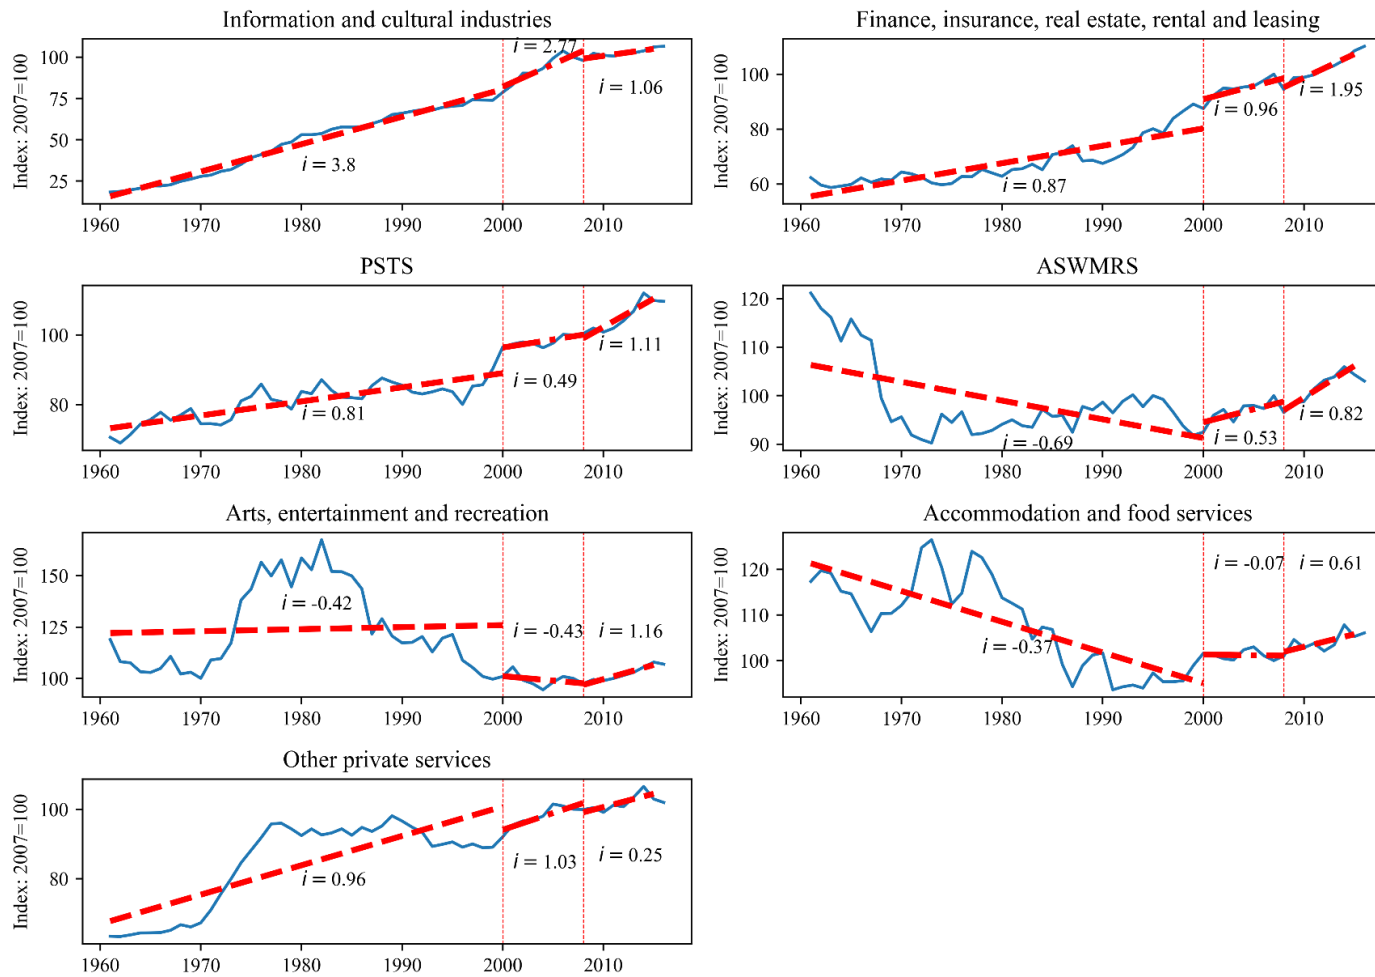 Information and cultural industries
Index: 2007=100
100
75
50
25
i = 3.8
i = 2.77
i = 1.06
1960 1970 1980 1990 2000 2010
Finance, insurance, real estate, rental and leasing
Index: 2007=100
100
80
60
i = 0.87
i = 0.96
i = 1.95
1960 1970 1980 1990 2000 2010
PSTS
Index: 2007=100
100
80
i = 0.81
i = 0.49
i = 1.11
1960 1970 1980 1990 2000 2010
ASWMRS
Index: 2007=100
120
110
100
90
i = -0.69
i = 0.53
i = 0.82
1960 1970 1980 1990 2000 2010
Arts, entertainment and recreation
Index: 2007=100
150
125
100
i = -0.42
i = -0.43
i = 1.16
1960 1970 1980 1990 2000 2010
Accommodation and food services
Index: 2007=100
120
110
100
i = -0.37
i = -0.07
i = 0.61
1960 1970 1980 1990 2000 2010
Other private services
Index: 2007=100
100
80
i = 0.96
i = 1.03
i = 0.25
1960 1970 1980 1990 2000 2010